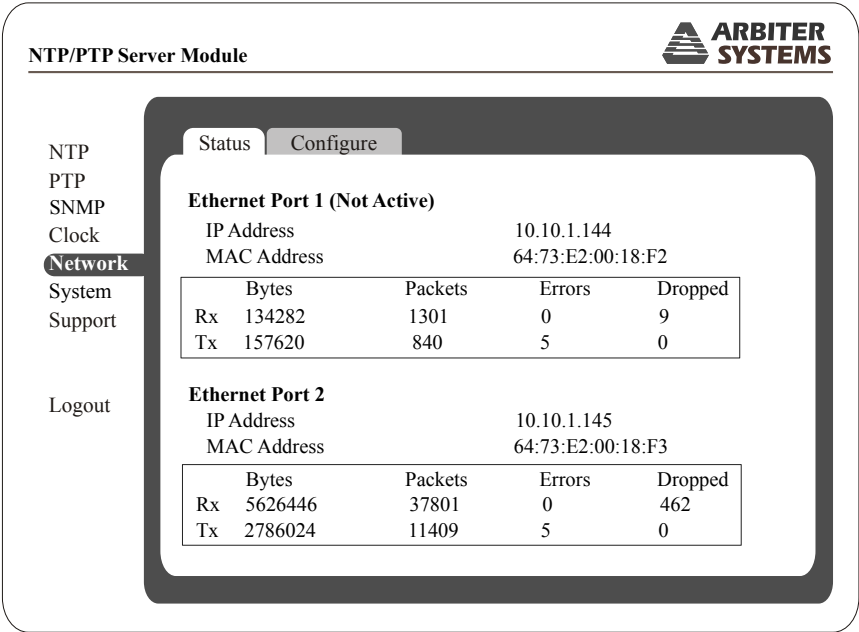 ARBITER
SYSTEMS
NTP/PTP Server Module
NTP
PTP
SNMP
Clock
Network
System
Support
Logout
Status Configure
Ethernet Port 1 (Not Active)
IP Address 10.10.1.144
MAC Address 64:73:E2:00:18:F2
Bytes Packets Errors Dropped
Rx 134282 1301 0 9
Tx 157620 840 5 0
Ethernet Port 2
IP Address 10.10.1.145
MAC Address 64:73:E2:00:18:F3
Bytes Packets Errors Dropped
Rx 5626446 37801 0 462
Tx 2786024 11409 5 0